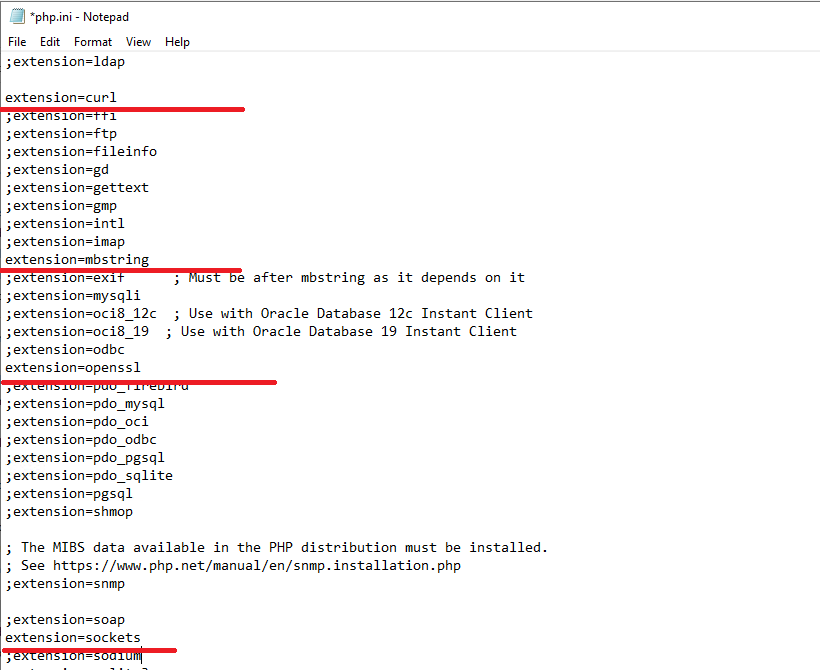 *php.ini - Notepad
File Edit Format View Help
;extension=ldap
extension=curl
;extension=ffi
;extension=ftp
;extension=fileinfo
;extension=gd
;extension=gettext
;extension=gmp
;extension=intl
;extension=imap
extension=mbstring
;extension=exif      ; Must be after mbstring as it depends on it
;extension=mysqli
;extension=oci8_12c  ; Use with Oracle Database 12c Instant Client
;extension=oci8_19  ; Use with Oracle Database 19 Instant Client
;extension=odbc
extension=openssl
;extension=pdo_firebird
;extension=pdo_mysql
;extension=pdo_oci
;extension=pdo_odbc
;extension=pdo_pgsql
;extension=pdo_sqlite
;extension=pgsql
;extension=shmop
; The MIBS data available in the PHP distribution must be installed.
; See https://www.php.net/manual/en/snmp.installation.php
;extension=snmp
;extension=soap
extension=sockets
;extension=sodium